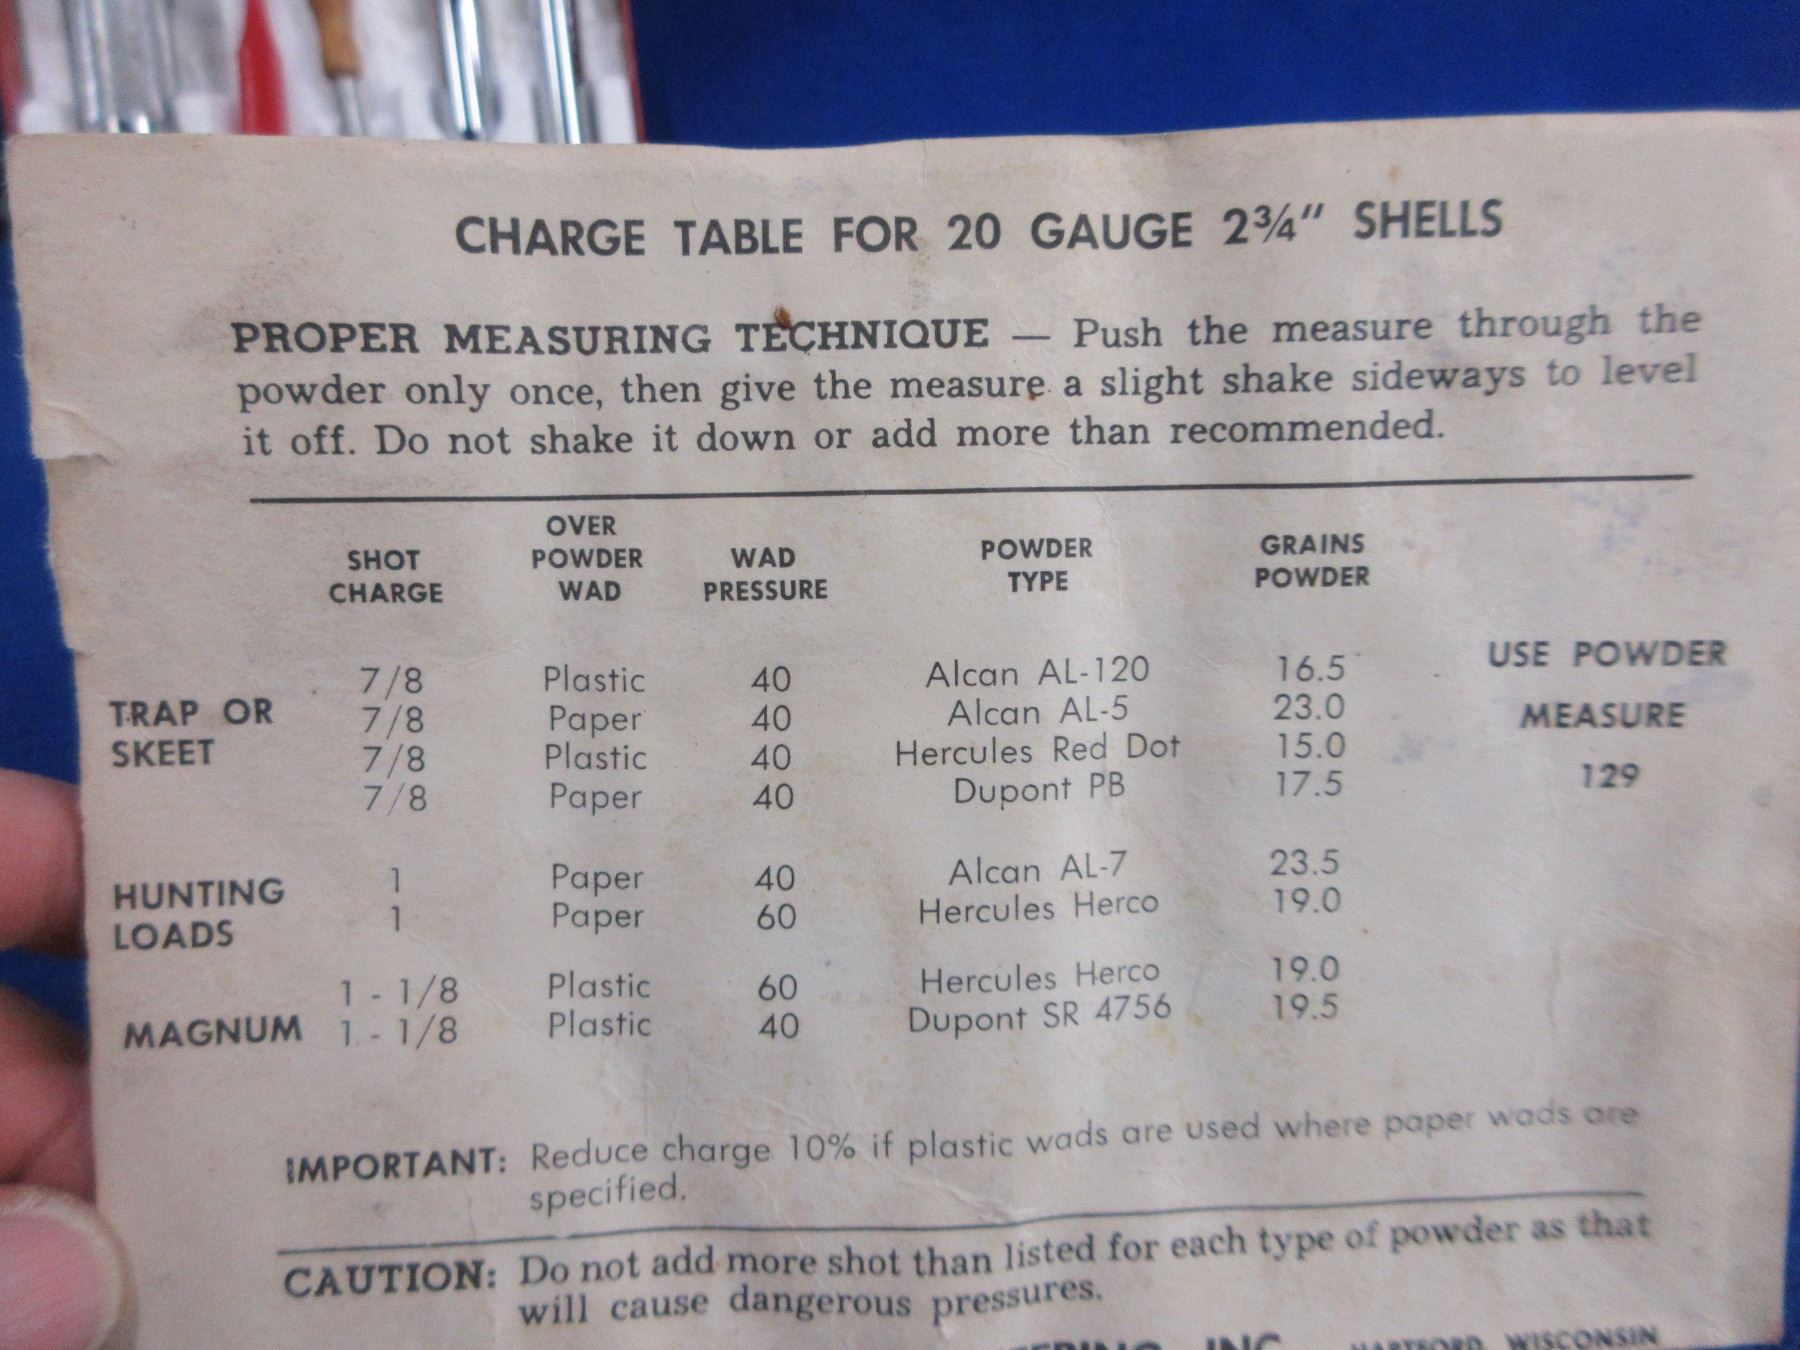 CHARGE TABLE FOR 20 GAUGE 2¾" SHELLS
PROPER MEASURING TECHNIQUE — Push the measure through the
powder only once, then give the measure a slight shake sideways to level
it off. Do not shake it down or add more than recommended.
SHOT CHARGE OVER POWDER WAD WAD PRESSURE POWDER TYPE GRAINS POWDER
TRAP OR SKEET
7/8 Plastic 40 Alcan AL-120 16.5
7/8 Paper 40 Alcan AL-5 23.0
7/8 Plastic 40 Hercules Red Dot 15.0
7/8 Paper 40 Dupont PB 17.5
USE POWDER
MEASURE
129
HUNTING LOADS
1 Paper 40 Alcan AL-7 23.5
1 Paper 60 Hercules Herco 19.0
1 - 1/8 Plastic 60 Hercules Herco 19.0
MAGNUM 1 - 1/8 Plastic 40 Dupont SR 4756 19.5
IMPORTANT: Reduce charge 10% if plastic wads are used where paper wads are
specified.
CAUTION: Do not add more shot than listed for each type of powder as that
will cause dangerous pressures.
INC. HARTFORD, WISCONSIN